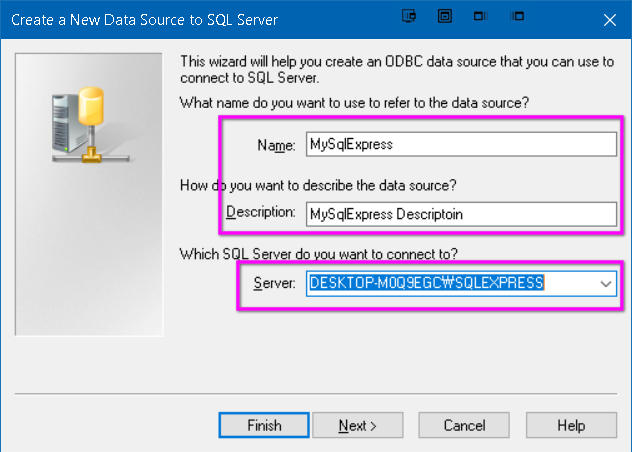 Create a New Data Source to SQL Server
This wizard will help you create an ODBC data source that you can use to
connect to SQL Server.
What name do you want to use to refer to the data source?
Name: MySqlExpress
How do you want to describe the data source?
Description: MySqlExpress Descriptoin
Which SQL Server do you want to connect to?
Server: DESKTOP-M0Q9EGC₩SQLEXPRESS
Finish Next > Cancel Help